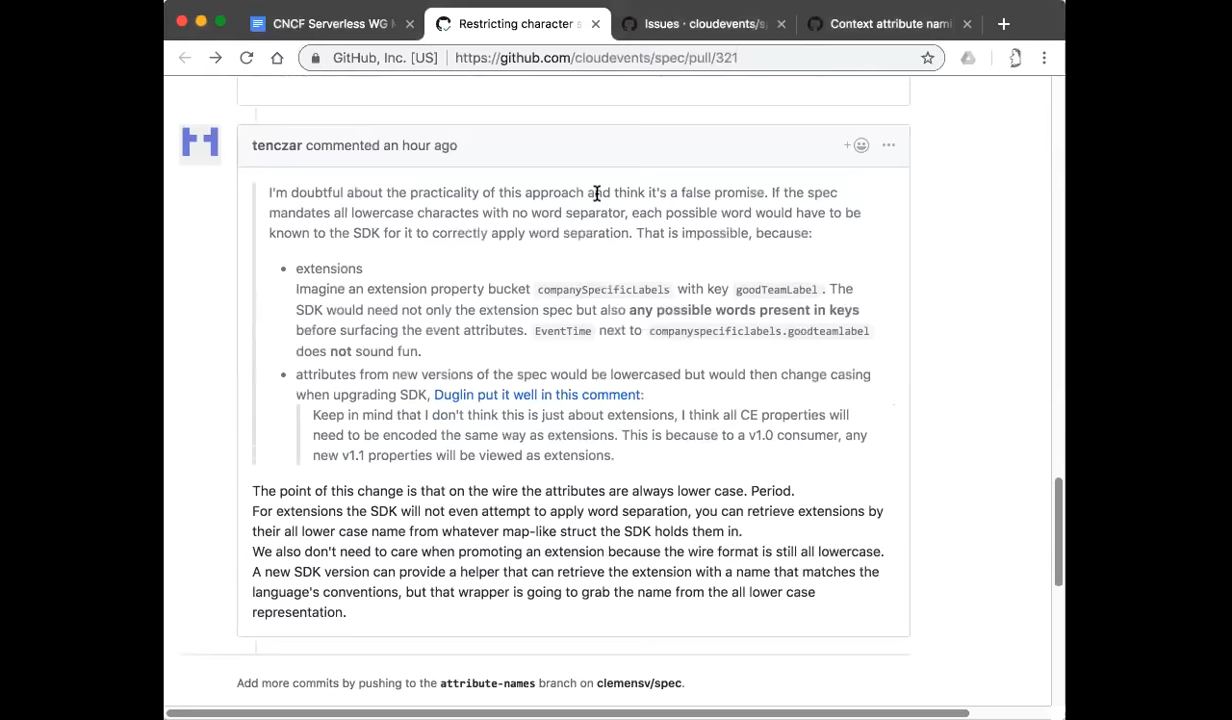 CNCF Serverless WG
Restricting character s
Issues · cloudevents/s
Context attribute nami
GitHub, Inc. [US] https://github.com/cloudevents/spec/pull/321
tenczar commented an hour ago
I'm doubtful about the practicality of this approach and think it's a false promise. If the spec
mandates all lowercase charactes with no word separator, each possible word would have to be
known to the SDK for it to correctly apply word separation. That is impossible, because:
• extensions
Imagine an extension property bucket companySpecificLabels with key goodTeamLabel. The
SDK would need not only the extension spec but also any possible words present in keys
before surfacing the event attributes. EventTime next to companyspecificlabels.goodteamlabel
does not sound fun.
• attributes from new versions of the spec would be lowercased but would then change casing
when upgrading SDK, Duglin put it well in this comment:
Keep in mind that I don't think this is just about extensions, I think all CE properties will
need to be encoded the same way as extensions. This is because to a v1.0 consumer, any
new v1.1 properties will be viewed as extensions.
The point of this change is that on the wire the attributes are always lower case. Period.
For extensions the SDK will not even attempt to apply word separation, you can retrieve extensions by
their all lower case name from whatever map-like struct the SDK holds them in.
We also don't need to care when promoting an extension because the wire format is still all lowercase.
A new SDK version can provide a helper that can retrieve the extension with a name that matches the
language's conventions, but that wrapper is going to grab the name from the all lower case
representation.
Add more commits by pushing to the attribute-names branch on clemensv/spec.